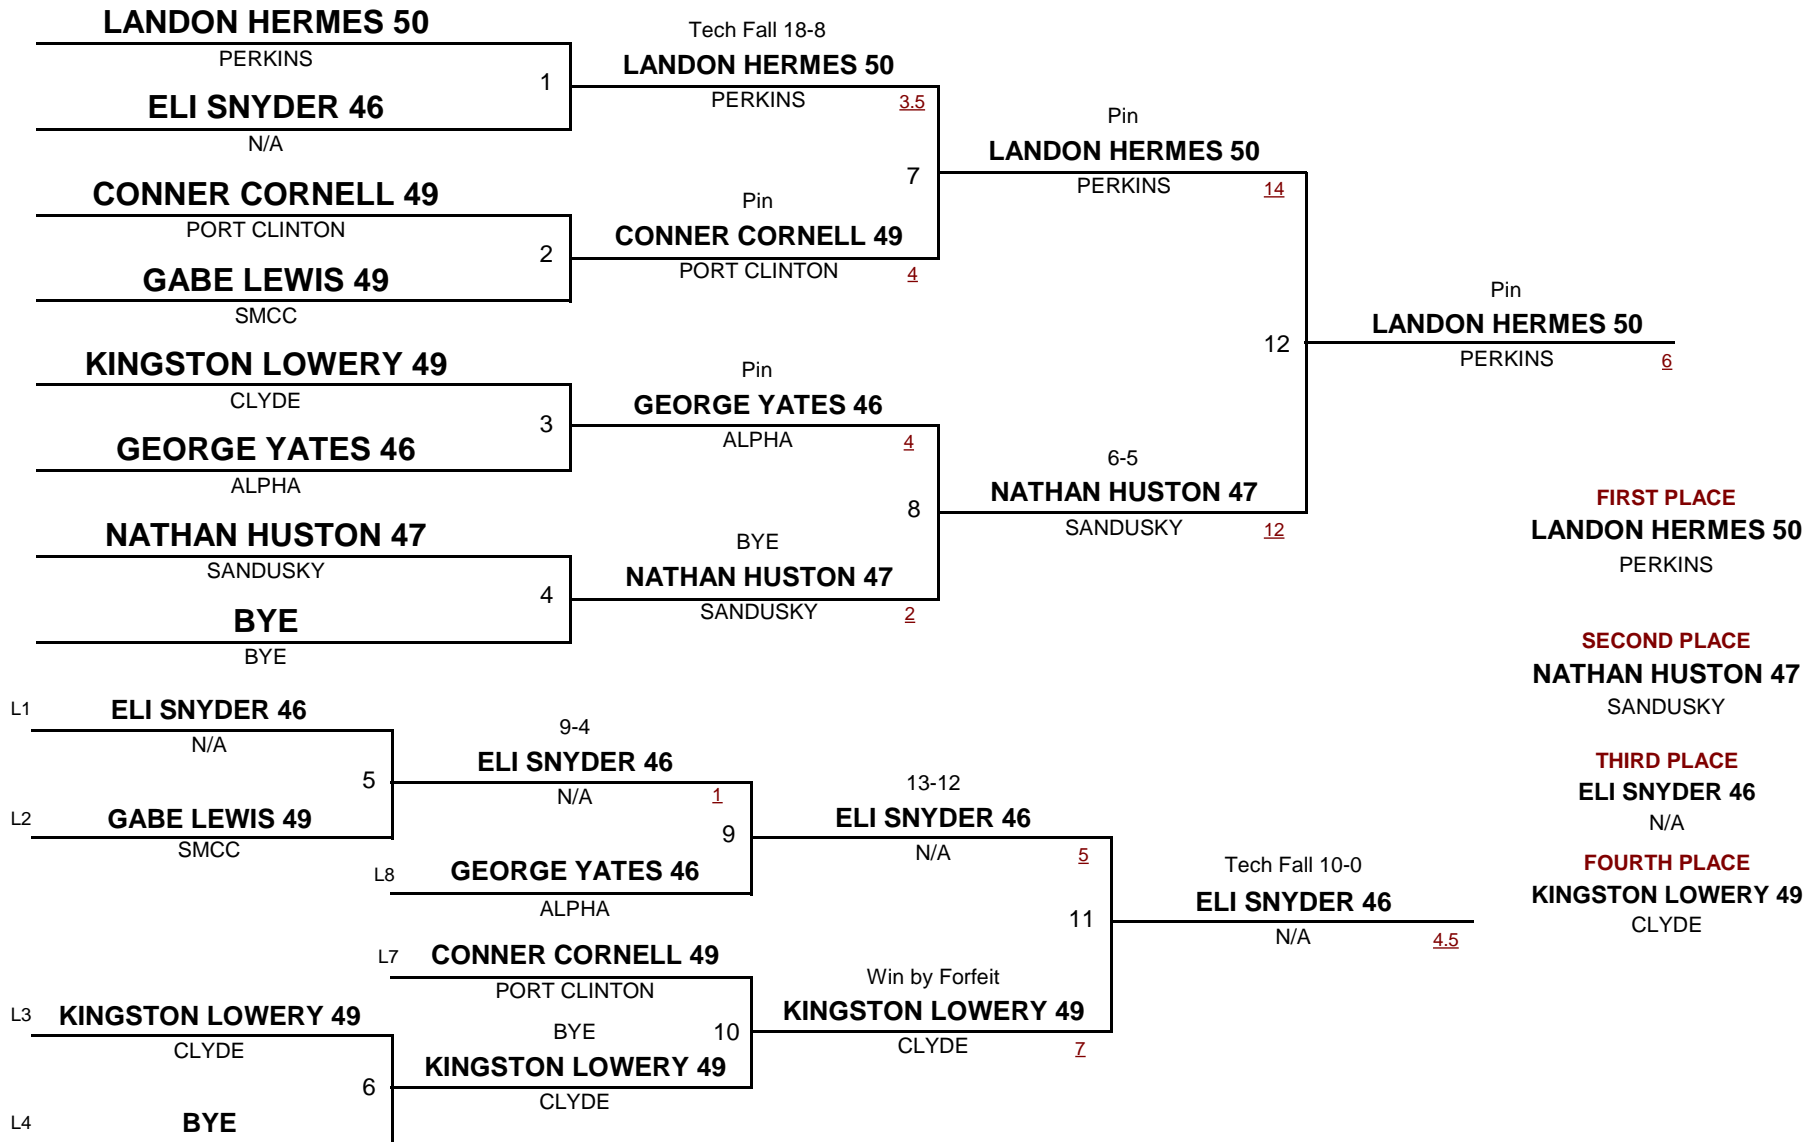 LANDON HERMES 50
PERKINS
1
ELI SNYDER 46
N/A
CONNER CORNELL 49
PORT CLINTON
2
GABE LEWIS 49
SMCC
KINGSTON LOWERY 49
CLYDE
3
GEORGE YATES 46
ALPHA
NATHAN HUSTON 47
SANDUSKY
4
BYE
BYE
Tech Fall 18-8
LANDON HERMES 50
PERKINS
3.5
7
Pin
CONNER CORNELL 49
PORT CLINTON
4
Pin
GEORGE YATES 46
ALPHA
4
8
BYE
NATHAN HUSTON 47
SANDUSKY
2
Pin
LANDON HERMES 50
PERKINS
14
12
6-5
NATHAN HUSTON 47
SANDUSKY
12
Pin
LANDON HERMES 50
PERKINS
6
FIRST PLACE
LANDON HERMES 50
PERKINS
SECOND PLACE
NATHAN HUSTON 47
SANDUSKY
THIRD PLACE
ELI SNYDER 46
N/A
FOURTH PLACE
KINGSTON LOWERY 49
CLYDE
L1
ELI SNYDER 46
N/A
5
L2
GABE LEWIS 49
SMCC
L3
KINGSTON LOWERY 49
CLYDE
6
L4
BYE
9-4
ELI SNYDER 46
N/A
1
9
L8
GEORGE YATES 46
ALPHA
L7
CONNER CORNELL 49
PORT CLINTON
BYE
10
KINGSTON LOWERY 49
CLYDE
13-12
ELI SNYDER 46
N/A
5
11
Win by Forfeit
KINGSTON LOWERY 49
CLYDE
7
Tech Fall 10-0
ELI SNYDER 46
N/A
4.5